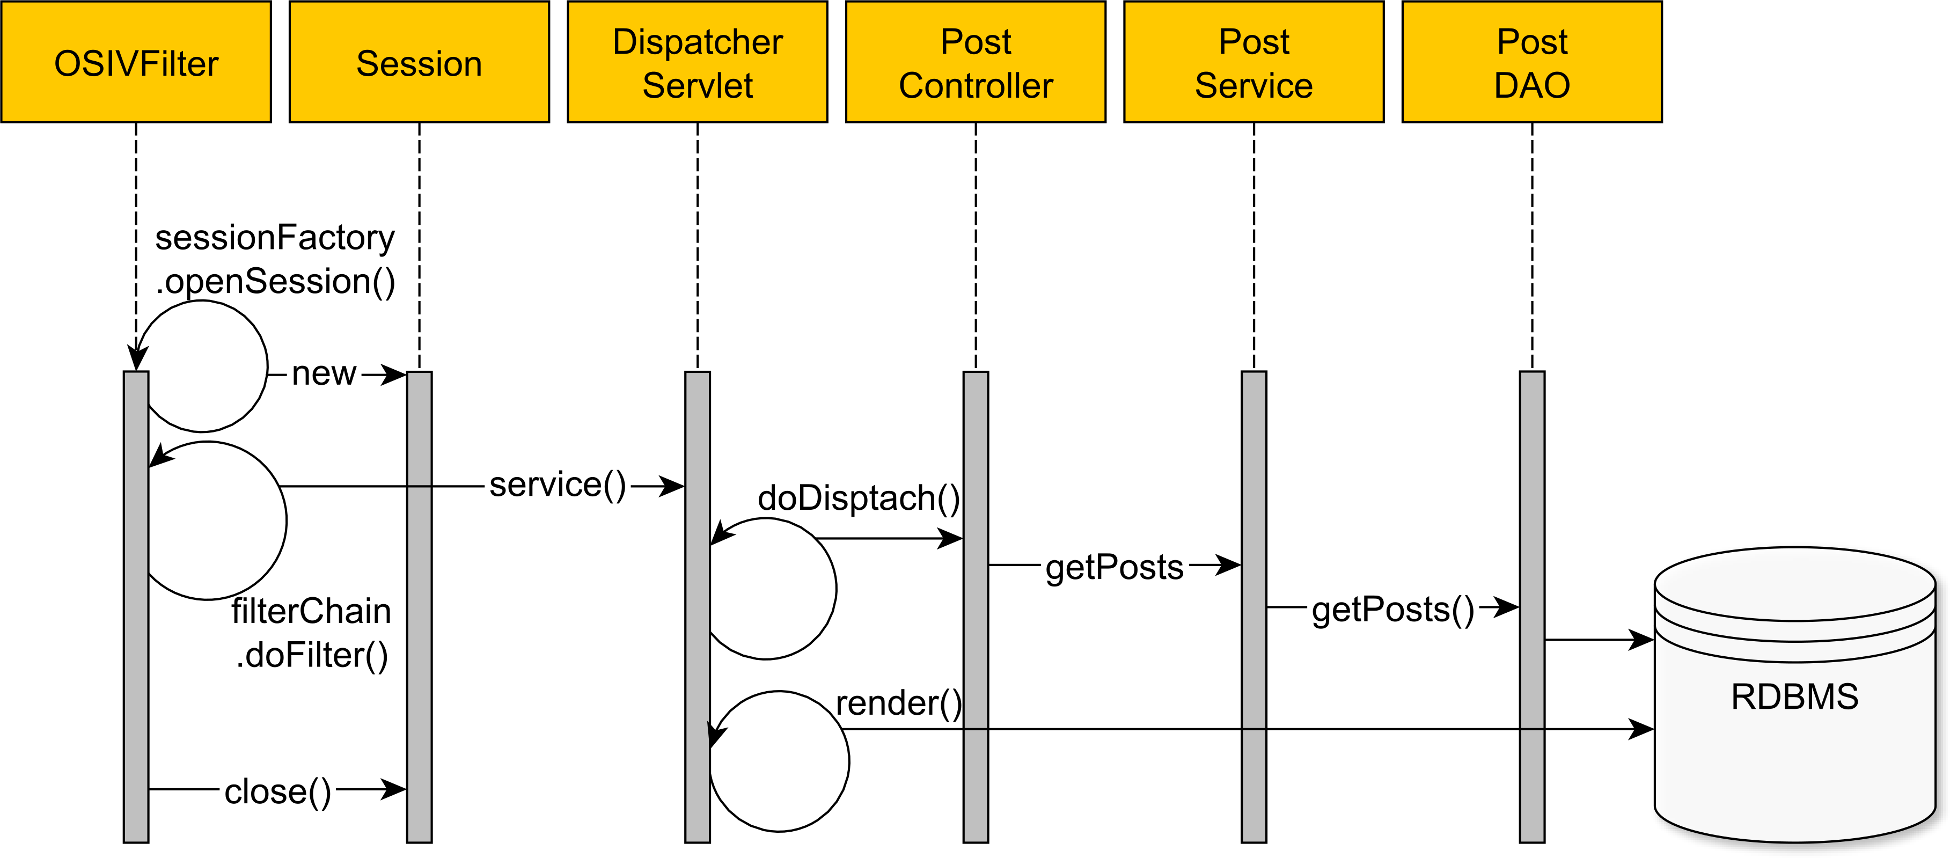 OSIVFilter
Session
Dispatcher
Servlet
Post
Controller
Post
Service
Post
DAO
sessionFactory
.openSession()
new
service()
doDisptach()
getPosts
getPosts()
filterChain
.doFilter()
render()
RDBMS
close()